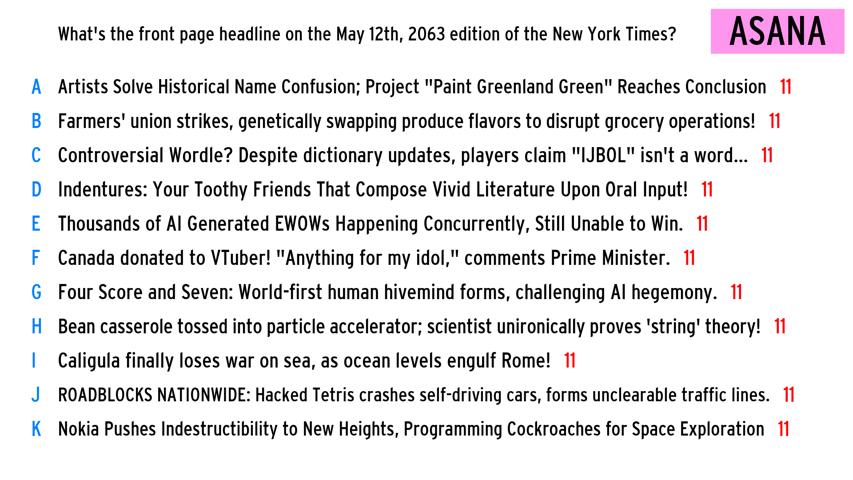 What's the front page headline on the May 12th, 2063 edition of the New York Times?
ASANA
A Artists Solve Historical Name Confusion; Project "Paint Greenland Green" Reaches Conclusion 11
B Farmers' union strikes, genetically swapping produce flavors to disrupt grocery operations! 11
C Controversial Wordle? Despite dictionary updates, players claim "IJBOL" isn't a word... 11
D Indentures: Your Toothy Friends That Compose Vivid Literature Upon Oral Input! 11
E Thousands of AI Generated EWOWs Happening Concurrently, Still Unable to Win. 11
F Canada donated to VTuber! "Anything for my idol," comments Prime Minister. 11
G Four Score and Seven: World-first human hivemind forms, challenging AI hegemony. 11
H Bean casserole tossed into particle accelerator; scientist unironically proves 'string' theory! 11
I Caligula finally loses war on sea, as ocean levels engulf Rome! 11
J ROADBLOCKS NATIONWIDE: Hacked Tetris crashes self-driving cars, forms unclearable traffic lines. 11
K Nokia Pushes Indestructibility to New Heights, Programming Cockroaches for Space Exploration 11